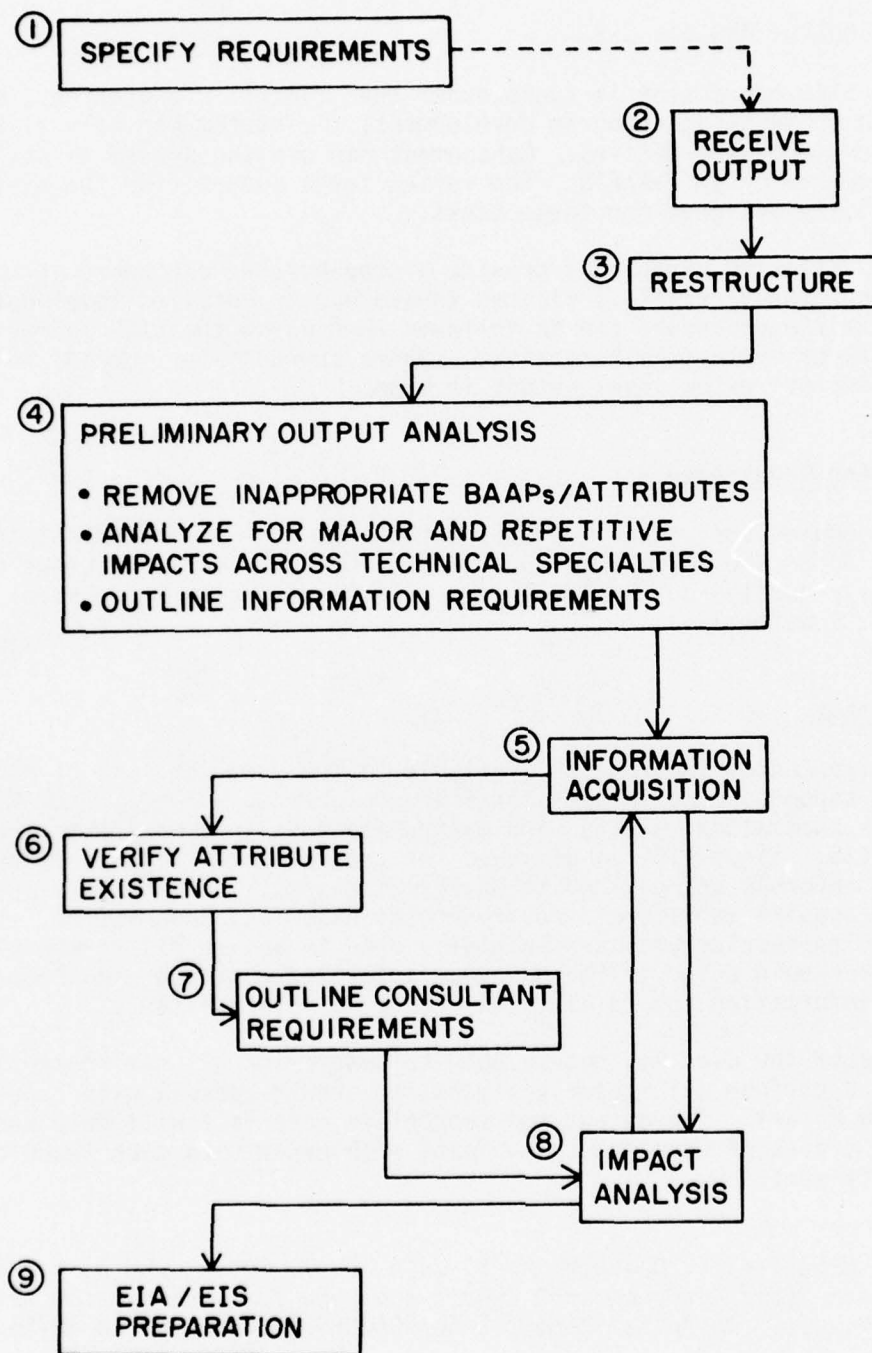 ① SPECIFY REQUIREMENTS
② RECEIVE
OUTPUT
③ RESTRUCTURE
④ PRELIMINARY OUTPUT ANALYSIS
• REMOVE INAPPROPRIATE BAAPs/ATTRIBUTES
• ANALYZE FOR MAJOR AND REPETITIVE
IMPACTS ACROSS TECHNICAL SPECIALTIES
• OUTLINE INFORMATION REQUIREMENTS
⑤ INFORMATION
ACQUISITION
⑥ VERIFY ATTRIBUTE
EXISTENCE
⑦ OUTLINE CONSULTANT
REQUIREMENTS
⑧ IMPACT
ANALYSIS
⑨ EIA / EIS
PREPARATION